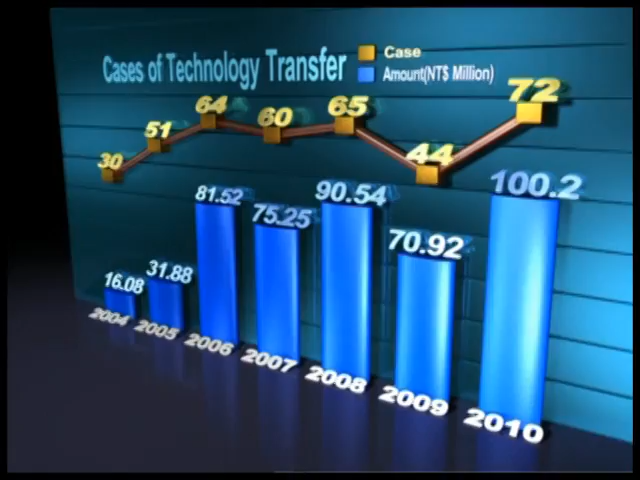 Cases of Technology Transfer
Case
Amount(NT$ Million)
30 51 64 60 65 44 72
16.08 31.88 81.52 75.25 90.54 70.92 100.2
2004 2005 2006 2007 2008 2009 2010